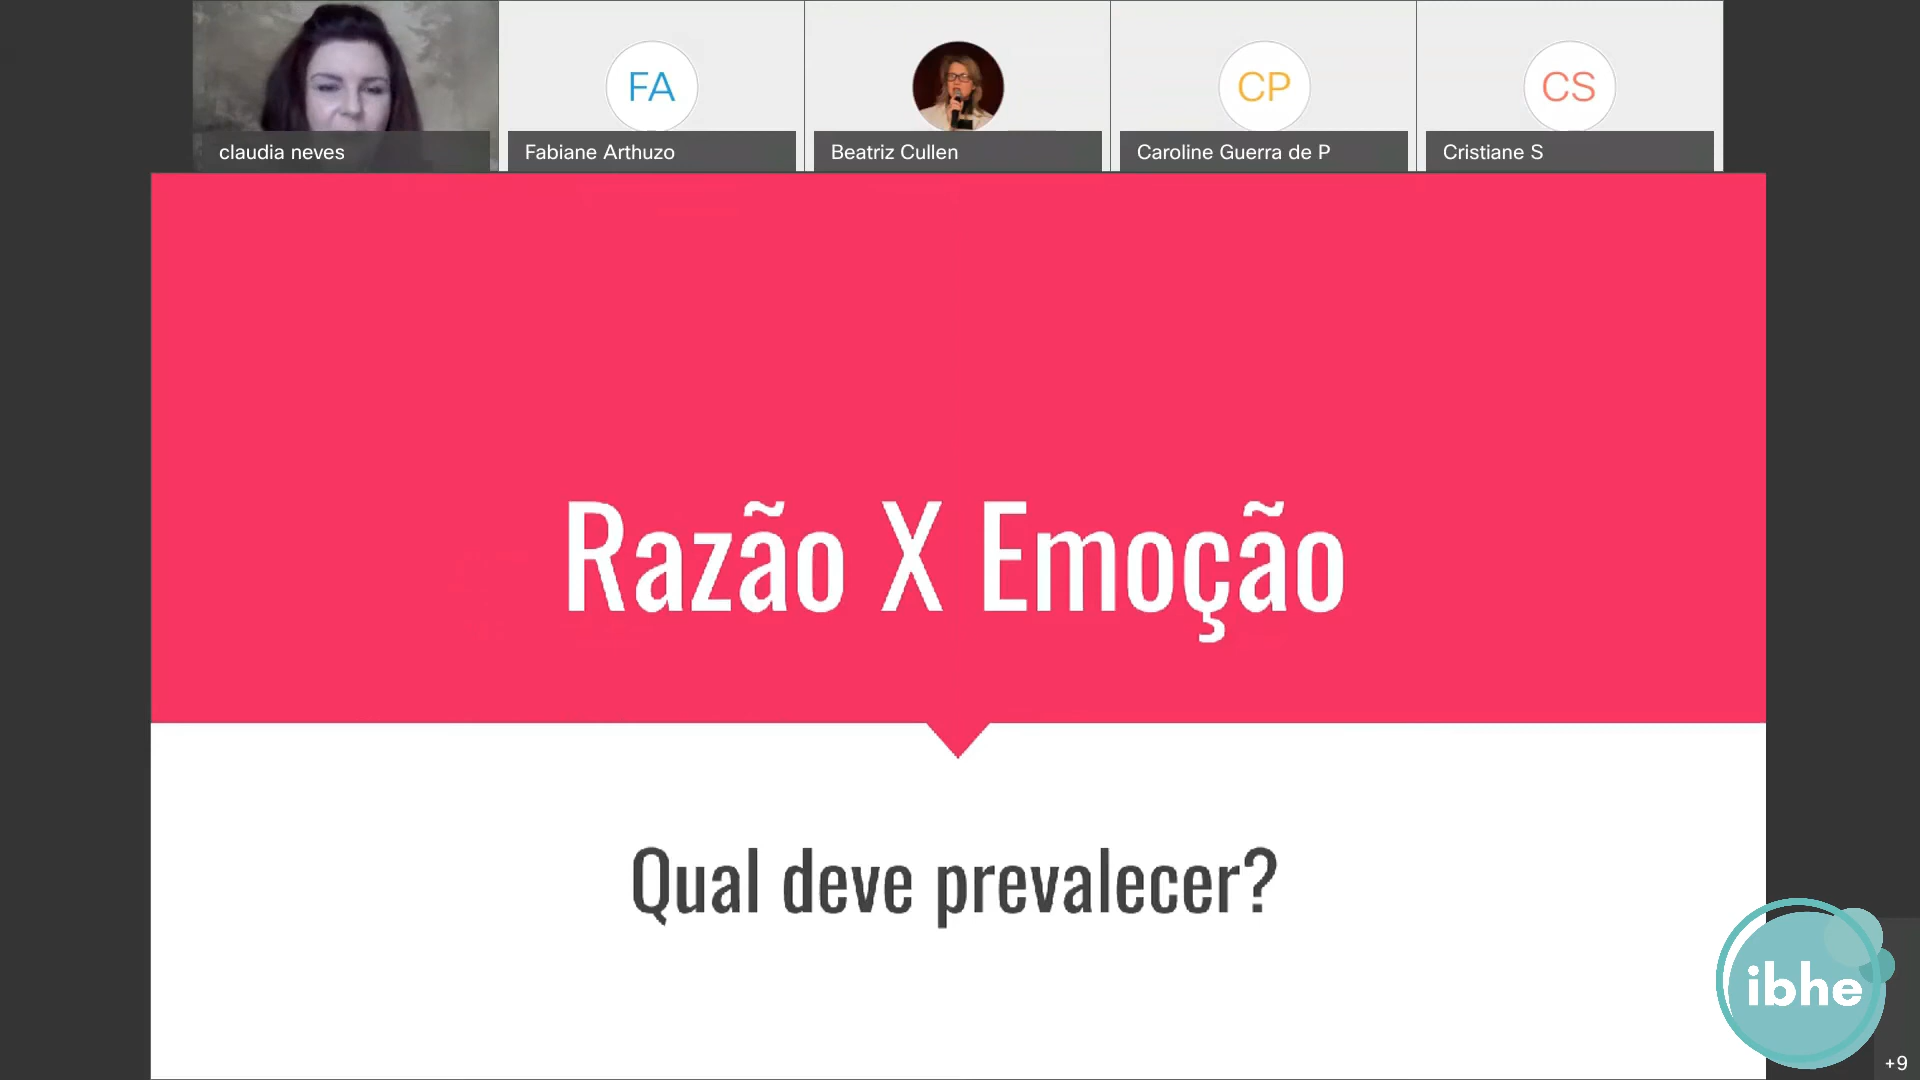 FA
CP
CS
claudia neves
Fabiane Arthuzo
Beatriz Cullen
Caroline Guerra de P
Cristiane S
Razão X Emoção
Qual deve prevalecer?
ibhe
+9